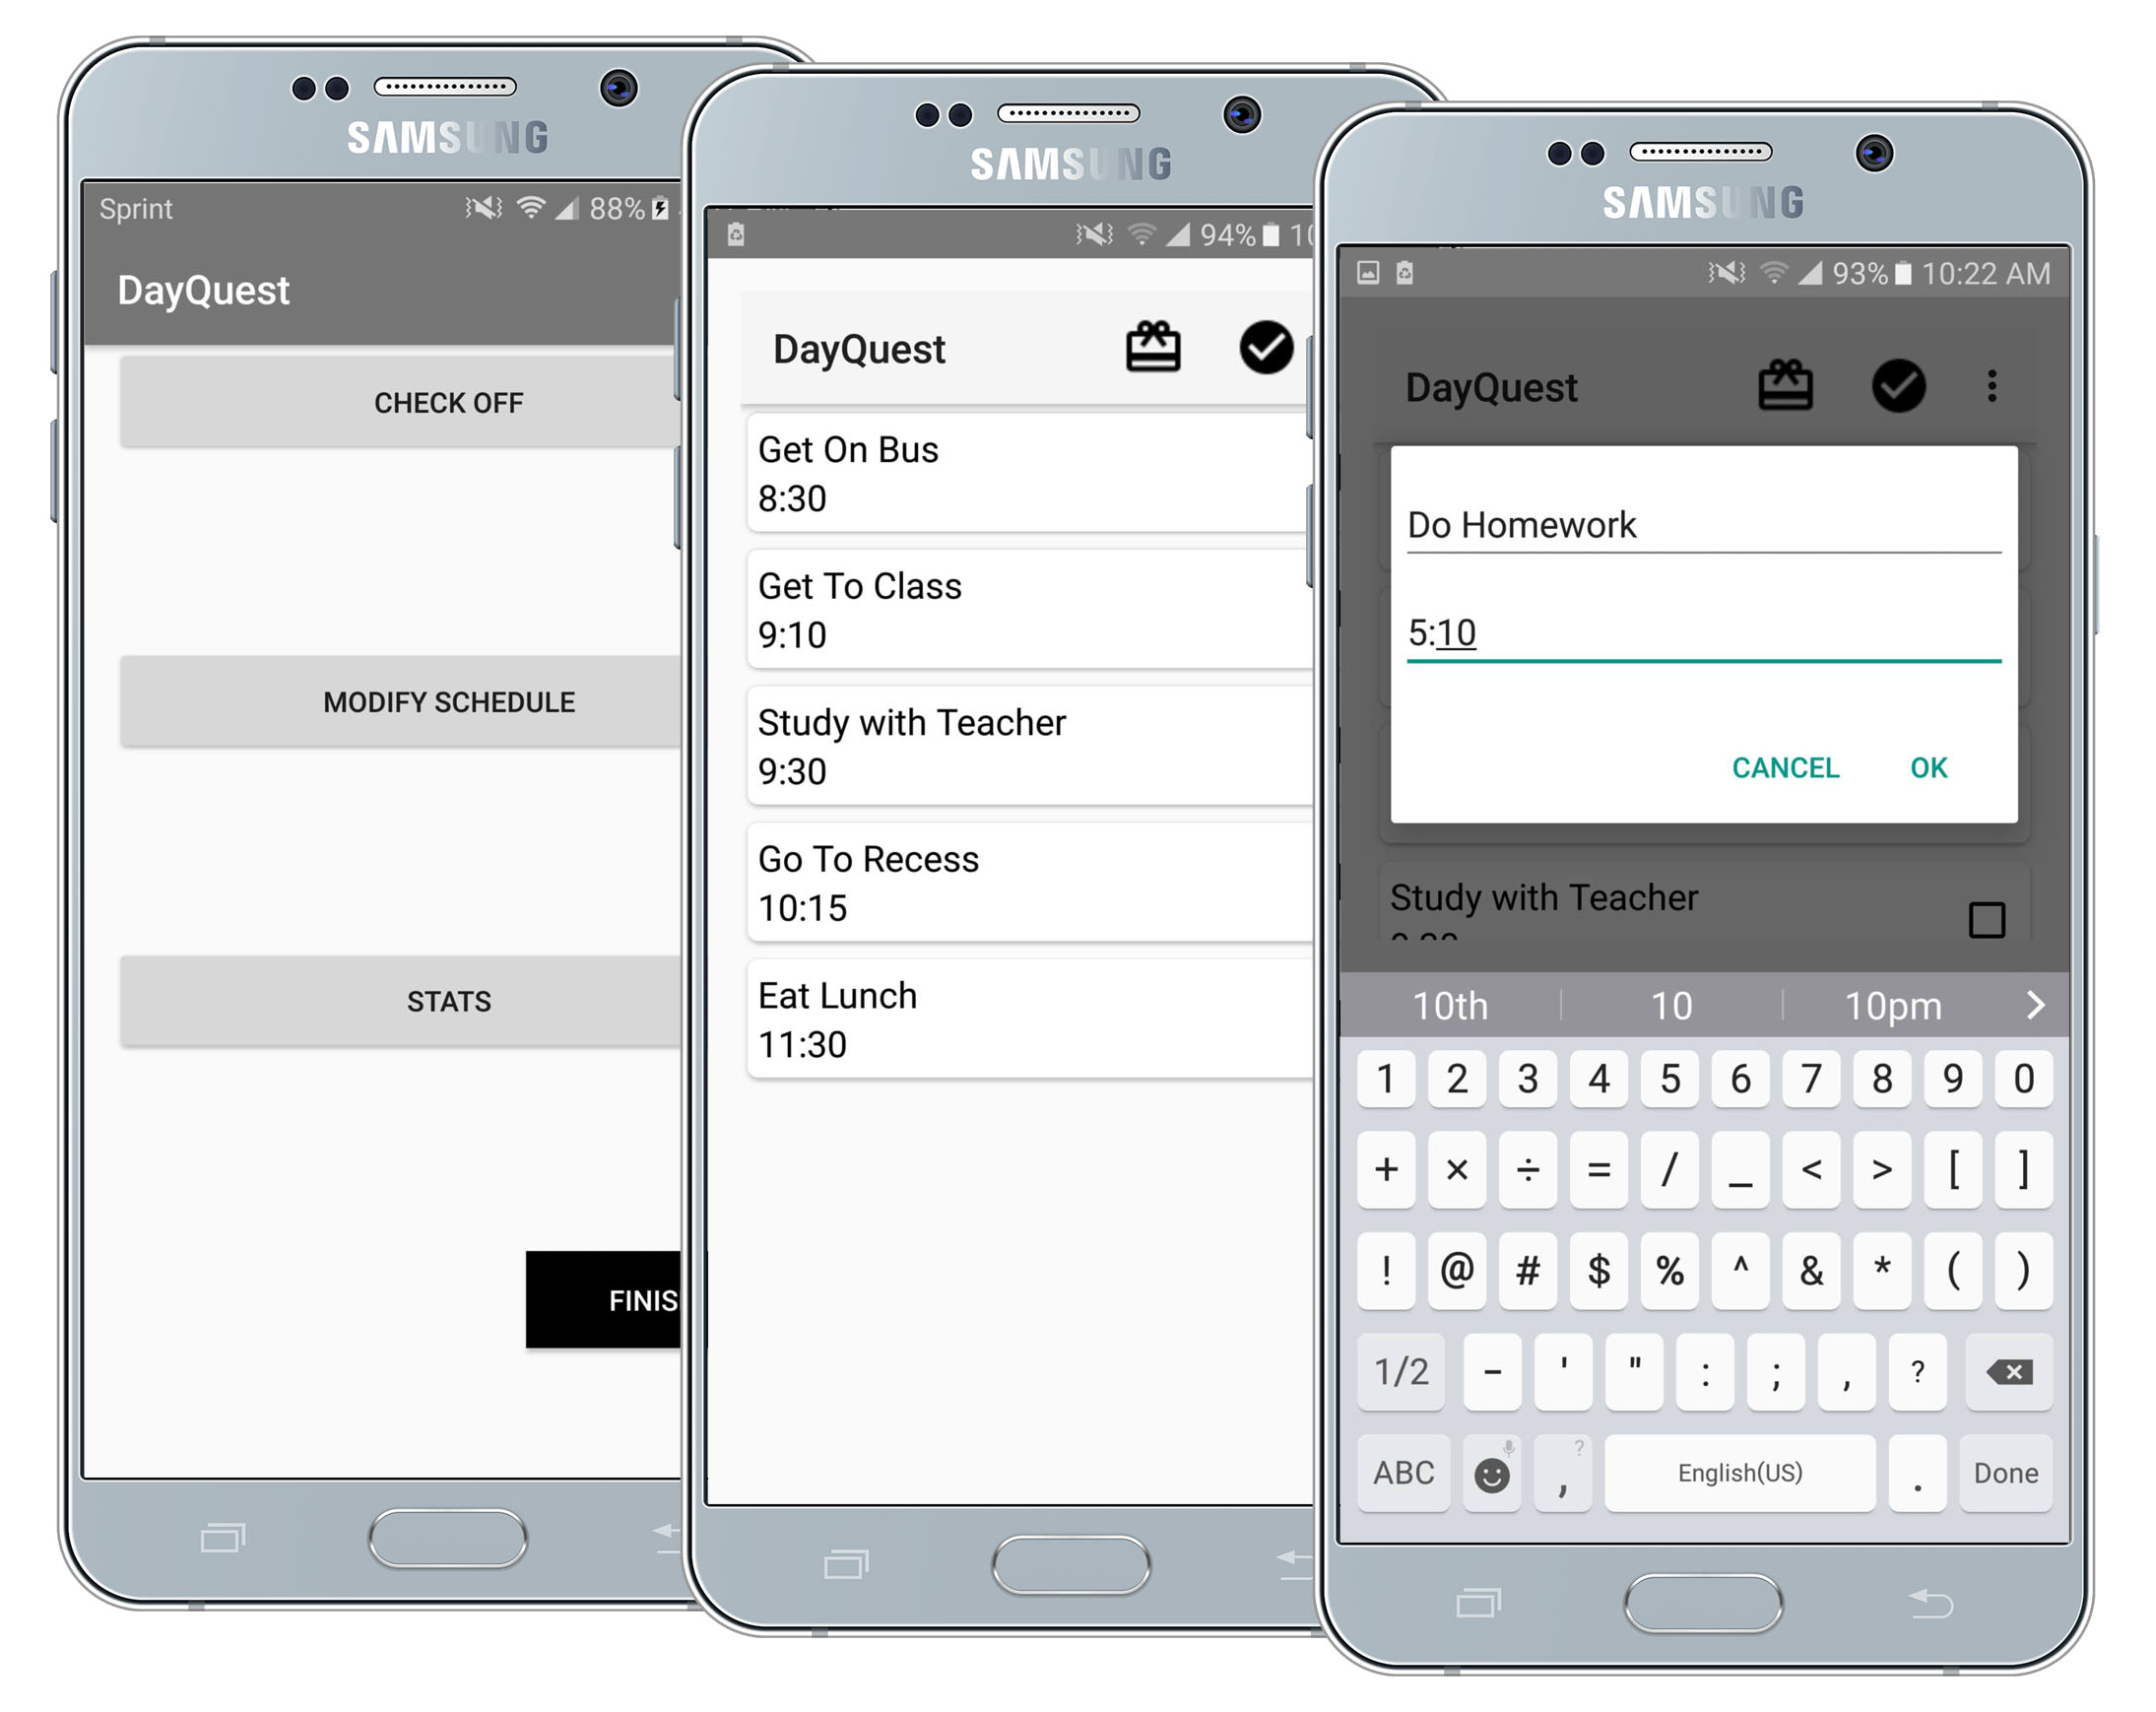 SAMSUNG
Sprint 88%
DayQuest
CHECK OFF
MODIFY SCHEDULE
STATS
FINIS
SAMSUNG
94% 10
DayQuest
Get On Bus
8:30
Get To Class
9:10
Study with Teacher
9:30
Go To Recess
10:15
Eat Lunch
11:30
SAMSUNG
93% 10:22 AM
DayQuest
Do Homework
5:10
CANCEL OK
Study with Teacher
10th 10 10pm >
1 2 3 4 5 6 7 8 9 0
+ × ÷ = / _ < > [ ]
! @ # $ % ^ & * ( )
1/2 - ' " : ; , ?
ABC , ? English(US) . Done